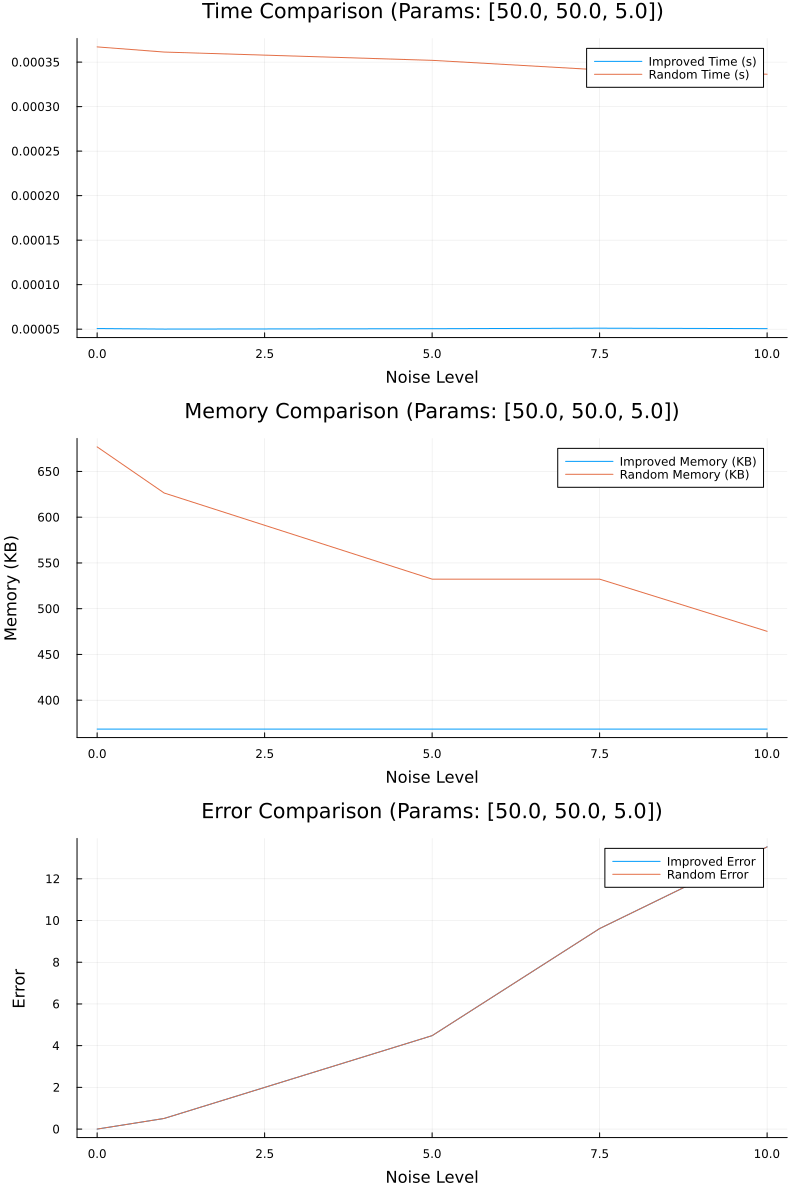 Time Comparison (Params: [50.0, 50.0, 5.0])
Improved Time (s)
Random Time (s)
0.00035
0.00030
0.00025
0.00020
0.00015
0.00010
0.00005
0.0 2.5 5.0 7.5 10.0
Noise Level
Memory Comparison (Params: [50.0, 50.0, 5.0])
Improved Memory (KB)
Random Memory (KB)
Memory (KB)
650
600
550
500
450
400
0.0 2.5 5.0 7.5 10.0
Noise Level
Error Comparison (Params: [50.0, 50.0, 5.0])
Improved Error
Random Error
Error
12
10
8
6
4
2
0
0.0 2.5 5.0 7.5 10.0
Noise Level